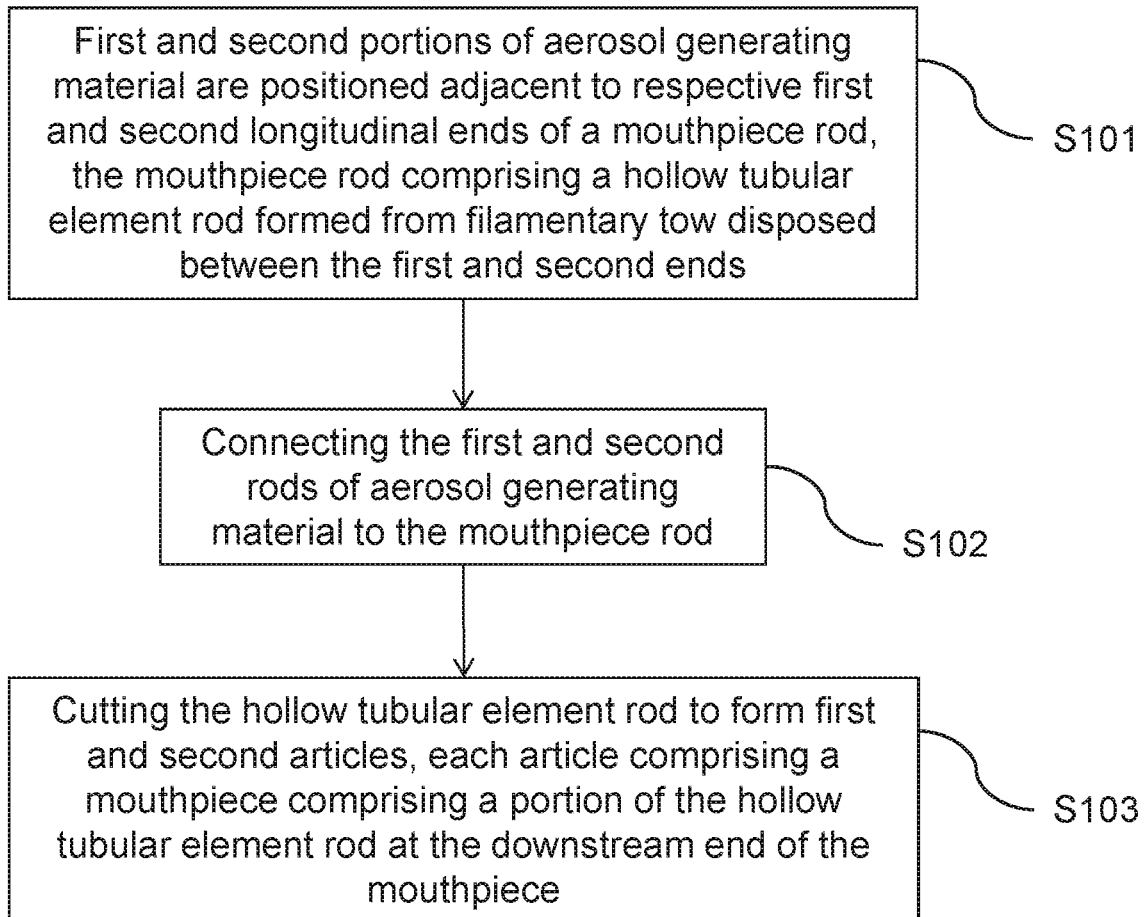 First and second portions of aerosol generating
material are positioned adjacent to respective first
and second longitudinal ends of a mouthpiece rod,
the mouthpiece rod comprising a hollow tubular
element rod formed from filamentary tow disposed
between the first and second ends
S101
Connecting the first and second
rods of aerosol generating
material to the mouthpiece rod
S102
Cutting the hollow tubular element rod to form first
and second articles, each article comprising a
mouthpiece comprising a portion of the hollow
tubular element rod at the downstream end of the
mouthpiece
S103